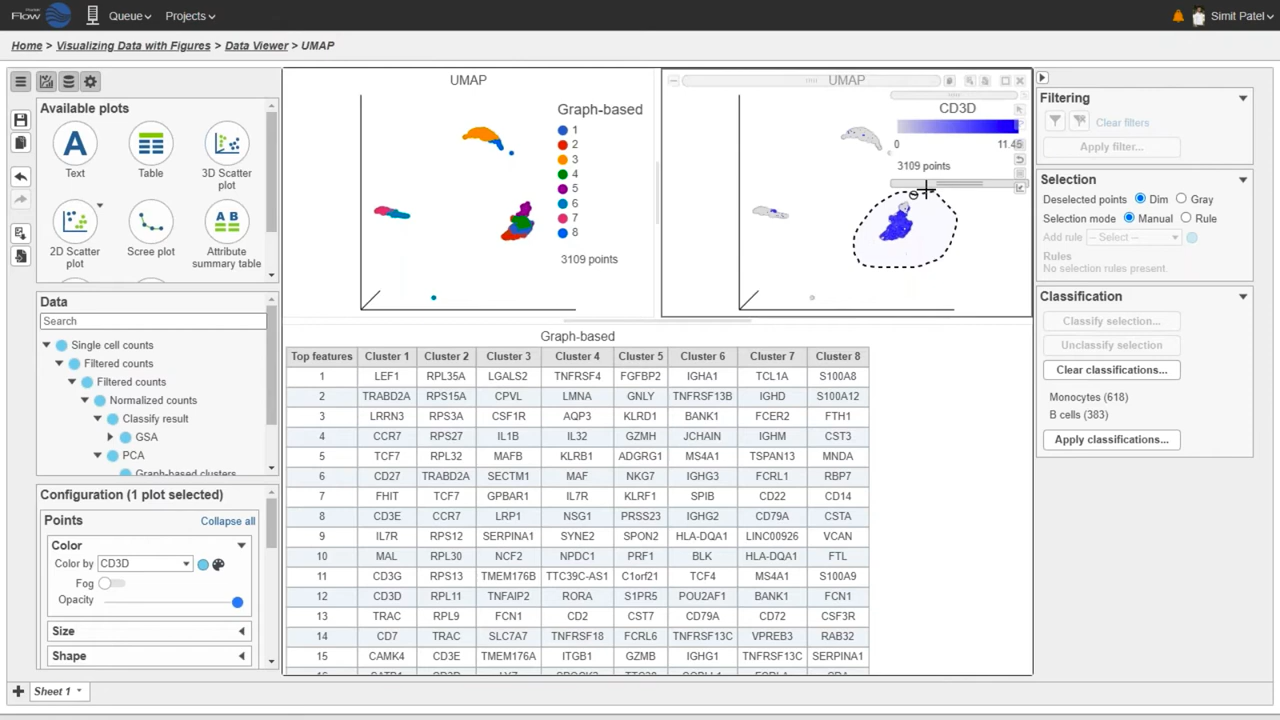 Flow Queue Projects Simit Patel
Home > Visualizing Data with Figures > Data Viewer > UMAP
Available plots
A
Text
Table
3D Scatter plot
2D Scatter plot
Scree plot
A B
Attribute summary table
Data
Search
Single cell counts
Filtered counts
Filtered counts
Normalized counts
Classify result
GSA
PCA
Graph-based clusters
Configuration (1 plot selected)
Points
Collapse all
Color
Color by CD3D
Fog
Opacity
Size
Shape
UMAP
Graph-based
1
2
3
4
5
6
7
8
3109 points
UMAP
CD3D
0 11.45
3109 points
Graph-based
Top features Cluster 1 Cluster 2 Cluster 3 Cluster 4 Cluster 5 Cluster 6 Cluster 7 Cluster 8
1 LEF1 RPL35A LGALS2 TNFRSF4 FGFBP2 IGHA1 TCL1A S100A8
2 TRABD2A RPS15A CPVL LMNA GNLY TNFRSF13B IGHD S100A12
3 LRRN3 RPS3A CSF1R AQP3 KLRD1 BANK1 FCER2 FTH1
4 CCR7 RPS27 IL1B IL32 GZMH JCHAIN IGHM CST3
5 TCF7 RPL32 MAFB KLRB1 ADGRG1 MS4A1 TSPAN13 MNDA
6 CD27 TRABD2A SECTM1 MAF NKG7 IGHG3 FCRL1 RBP7
7 FHIT TCF7 GPBAR1 IL7R KLRF1 SPIB CD22 CD14
8 CD3E CCR7 LRP1 NSG1 PRSS23 IGHG2 CD79A CSTA
9 IL7R RPS12 SERPINA1 SYNE2 SPON2 HLA-DQA1 LINC00926 VCAN
10 MAL RPL30 NCF2 NPDC1 PRF1 BLK HLA-DQA1 FTL
11 CD3G RPS13 TMEM176B TTC39C-AS1 C1orf21 TCF4 MS4A1 S100A9
12 CD3D RPL11 TNFAIP2 RORA S1PR5 POU2AF1 BANK1 FCN1
13 TRAC RPL9 FCN1 CD2 CST7 CD79A CD72 CSF3R
14 CD7 TRAC SLC7A7 TNFRSF18 FCRL6 TNFRSF13C VPREB3 RAB32
15 CAMK4 CD3E TMEM176A ITGB1 GZMB IGHG1 TNFRSF13C SERPINA1
Filtering
Clear filters
Apply filter...
Selection
Deselected points Dim Gray
Selection mode Manual Rule
Add rule -- Select --
Rules
No selection rules present.
Classification
Classify selection...
Unclassify selection
Clear classifications...
Monocytes (618)
B cells (383)
Apply classifications...
Sheet 1